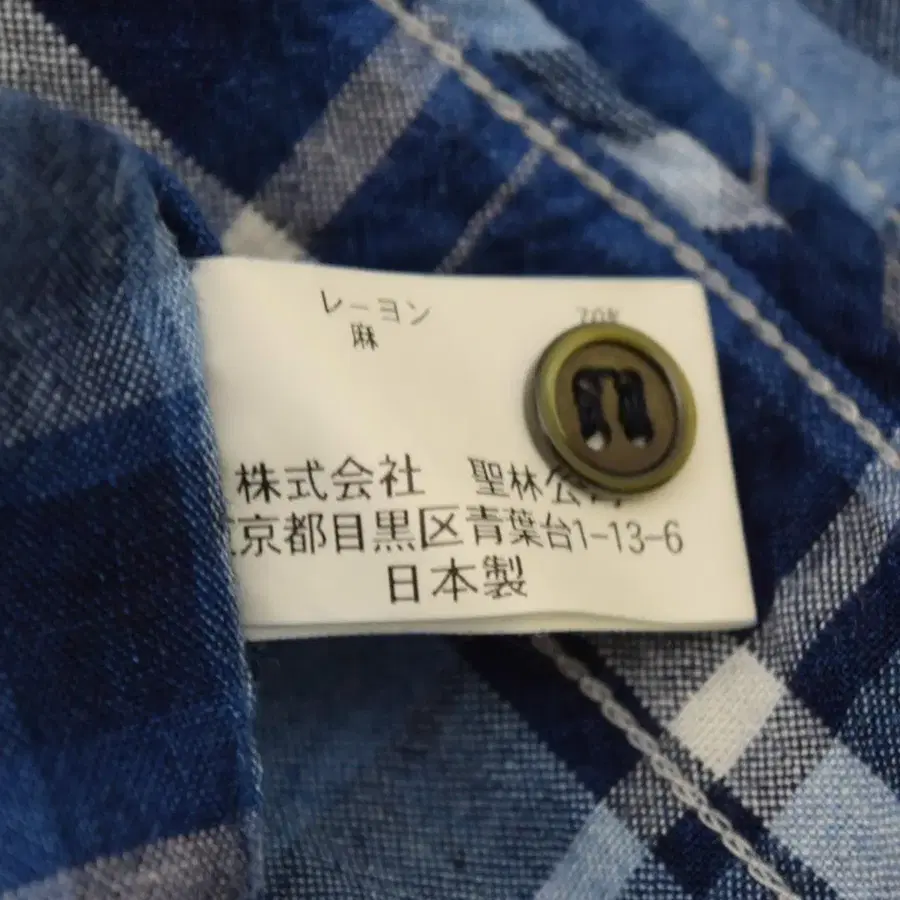 レーヨン 70%
麻
株式会社 聖林公
京都目黒区青葉台1-13-6
日本製